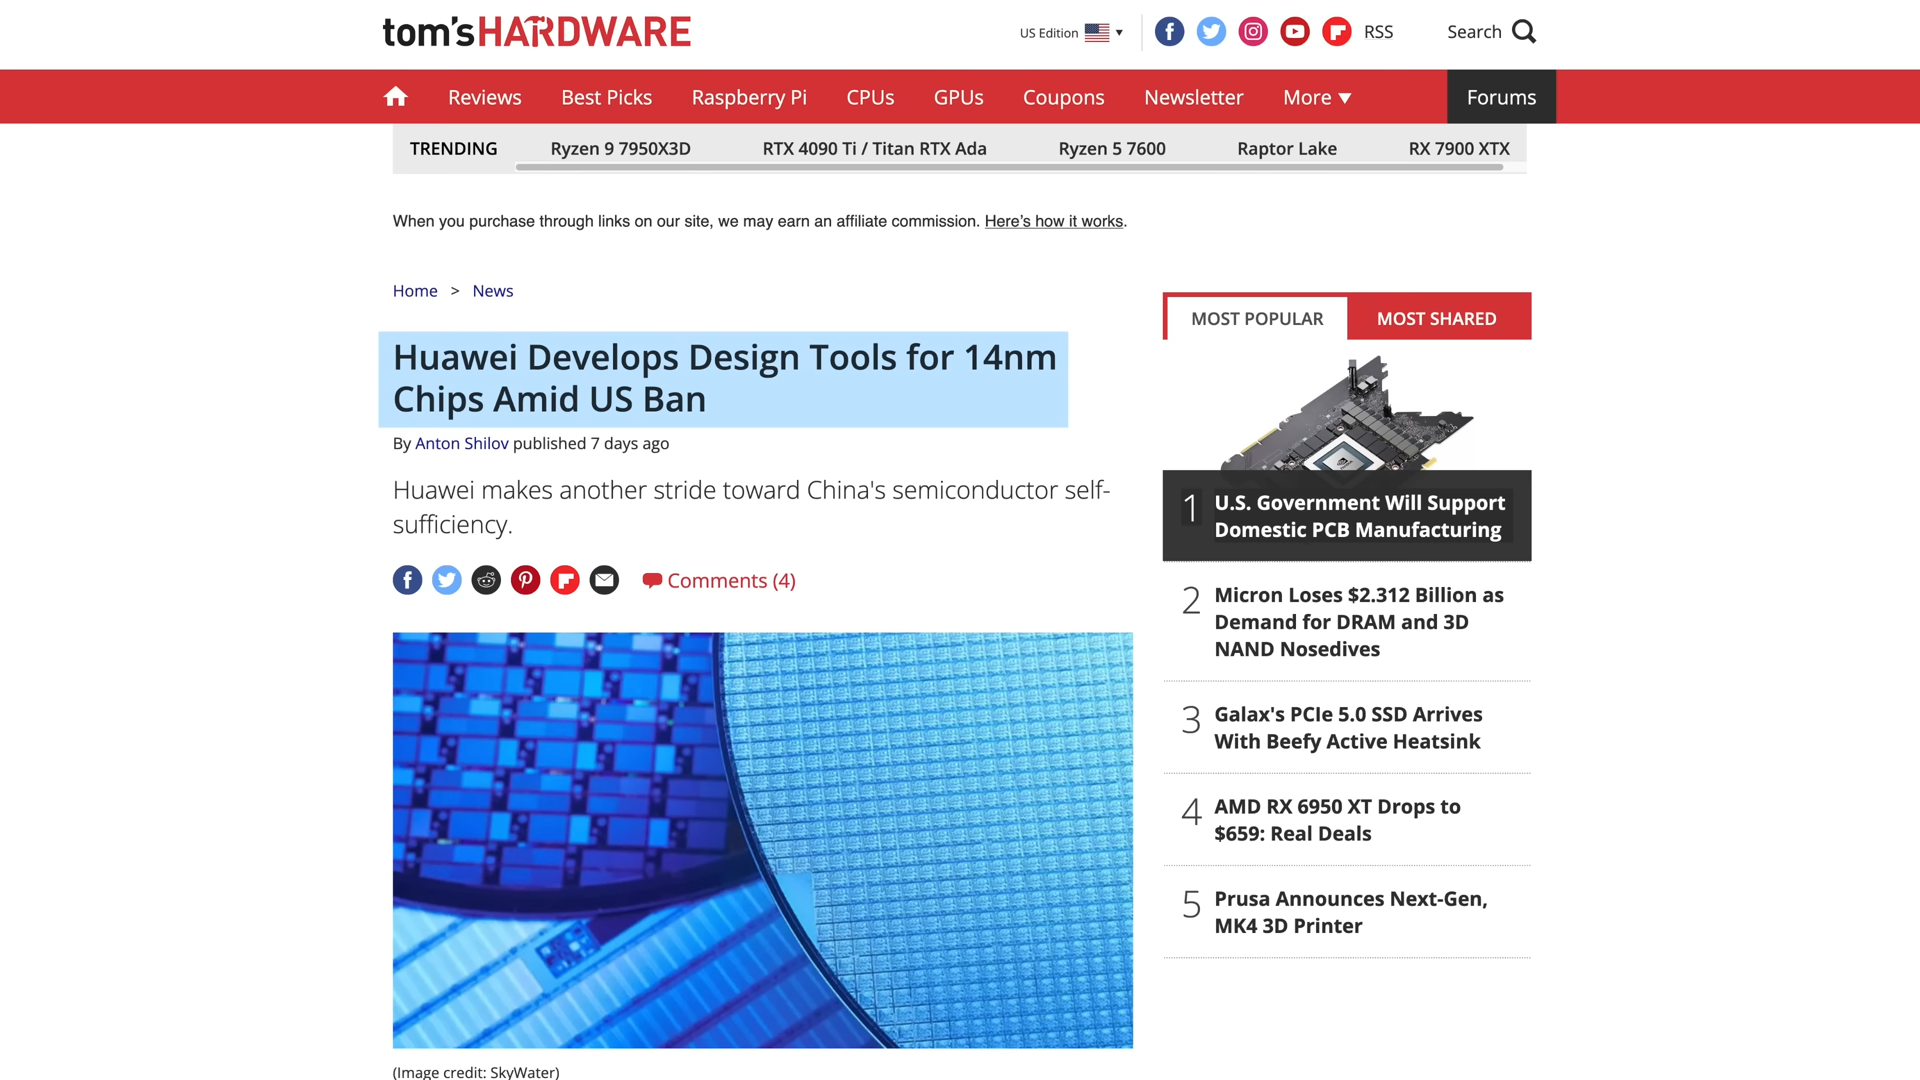 tom'sHARDWARE
US Edition
RSS
Search
Reviews
Best Picks
Raspberry Pi
CPUs
GPUs
Coupons
Newsletter
More
Forums
TRENDING
Ryzen 9 7950X3D
RTX 4090 Ti / Titan RTX Ada
Ryzen 5 7600
Raptor Lake
RX 7900 XTX
When you purchase through links on our site, we may earn an affiliate commission. Here's how it works.
Home > News
Huawei Develops Design Tools for 14nm
Chips Amid US Ban
By Anton Shilov published 7 days ago
Huawei makes another stride toward China's semiconductor self-
sufficiency.
Comments (4)
(Image credit: SkyWater)
MOST POPULAR
MOST SHARED
1
U.S. Government Will Support
Domestic PCB Manufacturing
2
Micron Loses $2.312 Billion as
Demand for DRAM and 3D
NAND Nosedives
3
Galax's PCIe 5.0 SSD Arrives
With Beefy Active Heatsink
4
AMD RX 6950 XT Drops to
$659: Real Deals
5
Prusa Announces Next-Gen,
MK4 3D Printer